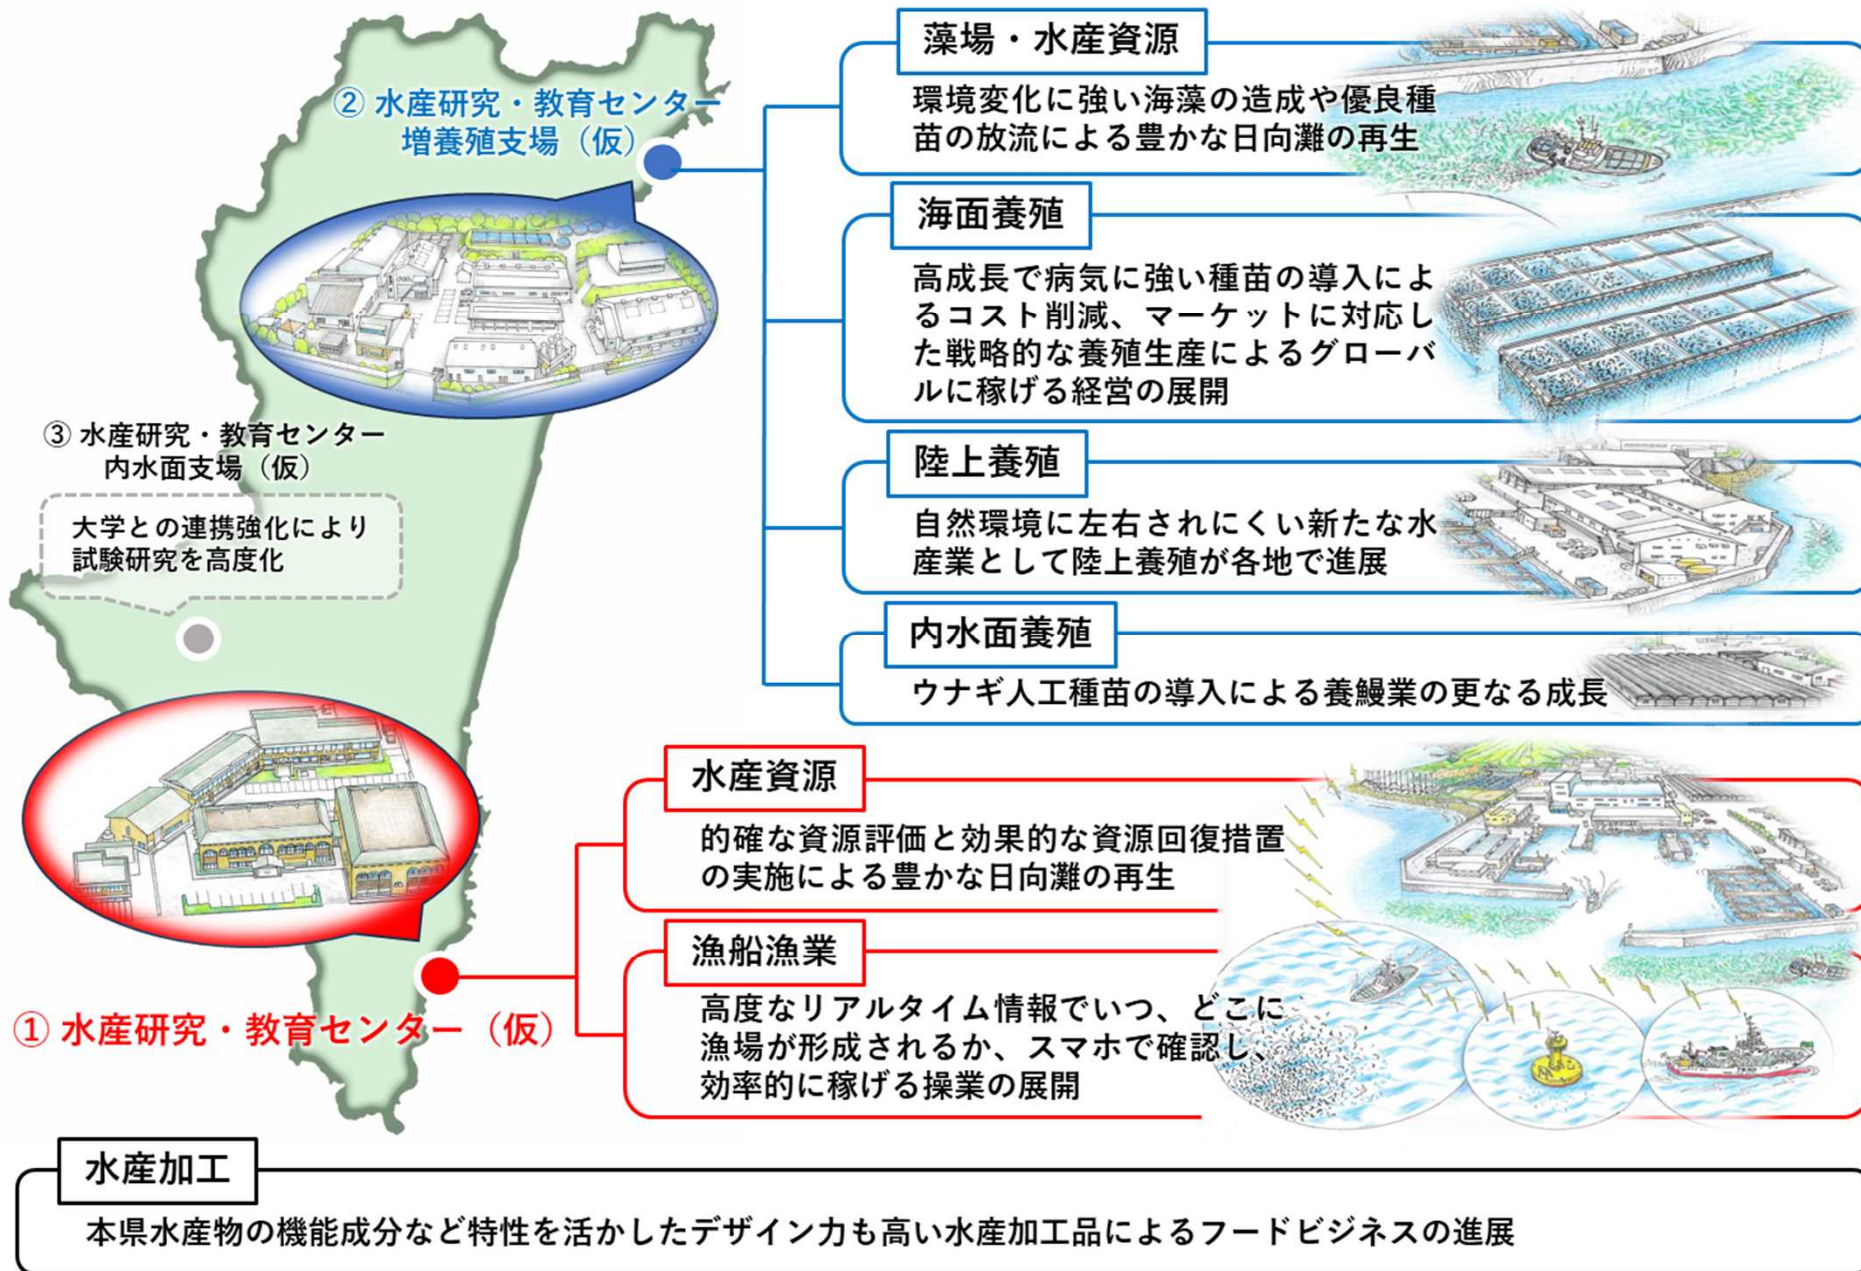 ② 水産研究・教育センター
増養殖支場（仮）
③ 水産研究・教育センター
内水面支場（仮）
大学との連携強化により
試験研究を高度化
① 水産研究・教育センター（仮）
藻場・水産資源
環境変化に強い海藻の造成や優良種
苗の放流による豊かな日向灘の再生
海面養殖
高成長で病気に強い種苗の導入によ
るコスト削減、マーケットに対応し
た戦略的な養殖生産によるグローバ
ルに稼げる経営の展開
陸上養殖
自然環境に左右されにくい新たな水
産業として陸上養殖が各地で進展
内水面養殖
ウナギ人工種苗の導入による養鰻業の更なる成長
水産資源
的確な資源評価と効果的な資源回復措置
の実施による豊かな日向灘の再生
漁船漁業
高度なリアルタイム情報でいつ、どこに
漁場が形成されるか、スマホで確認し、
効率的に稼げる操業の展開
水産加工
本県水産物の機能成分など特性を活かしたデザイン力も高い水産加工品によるフードビジネスの進展